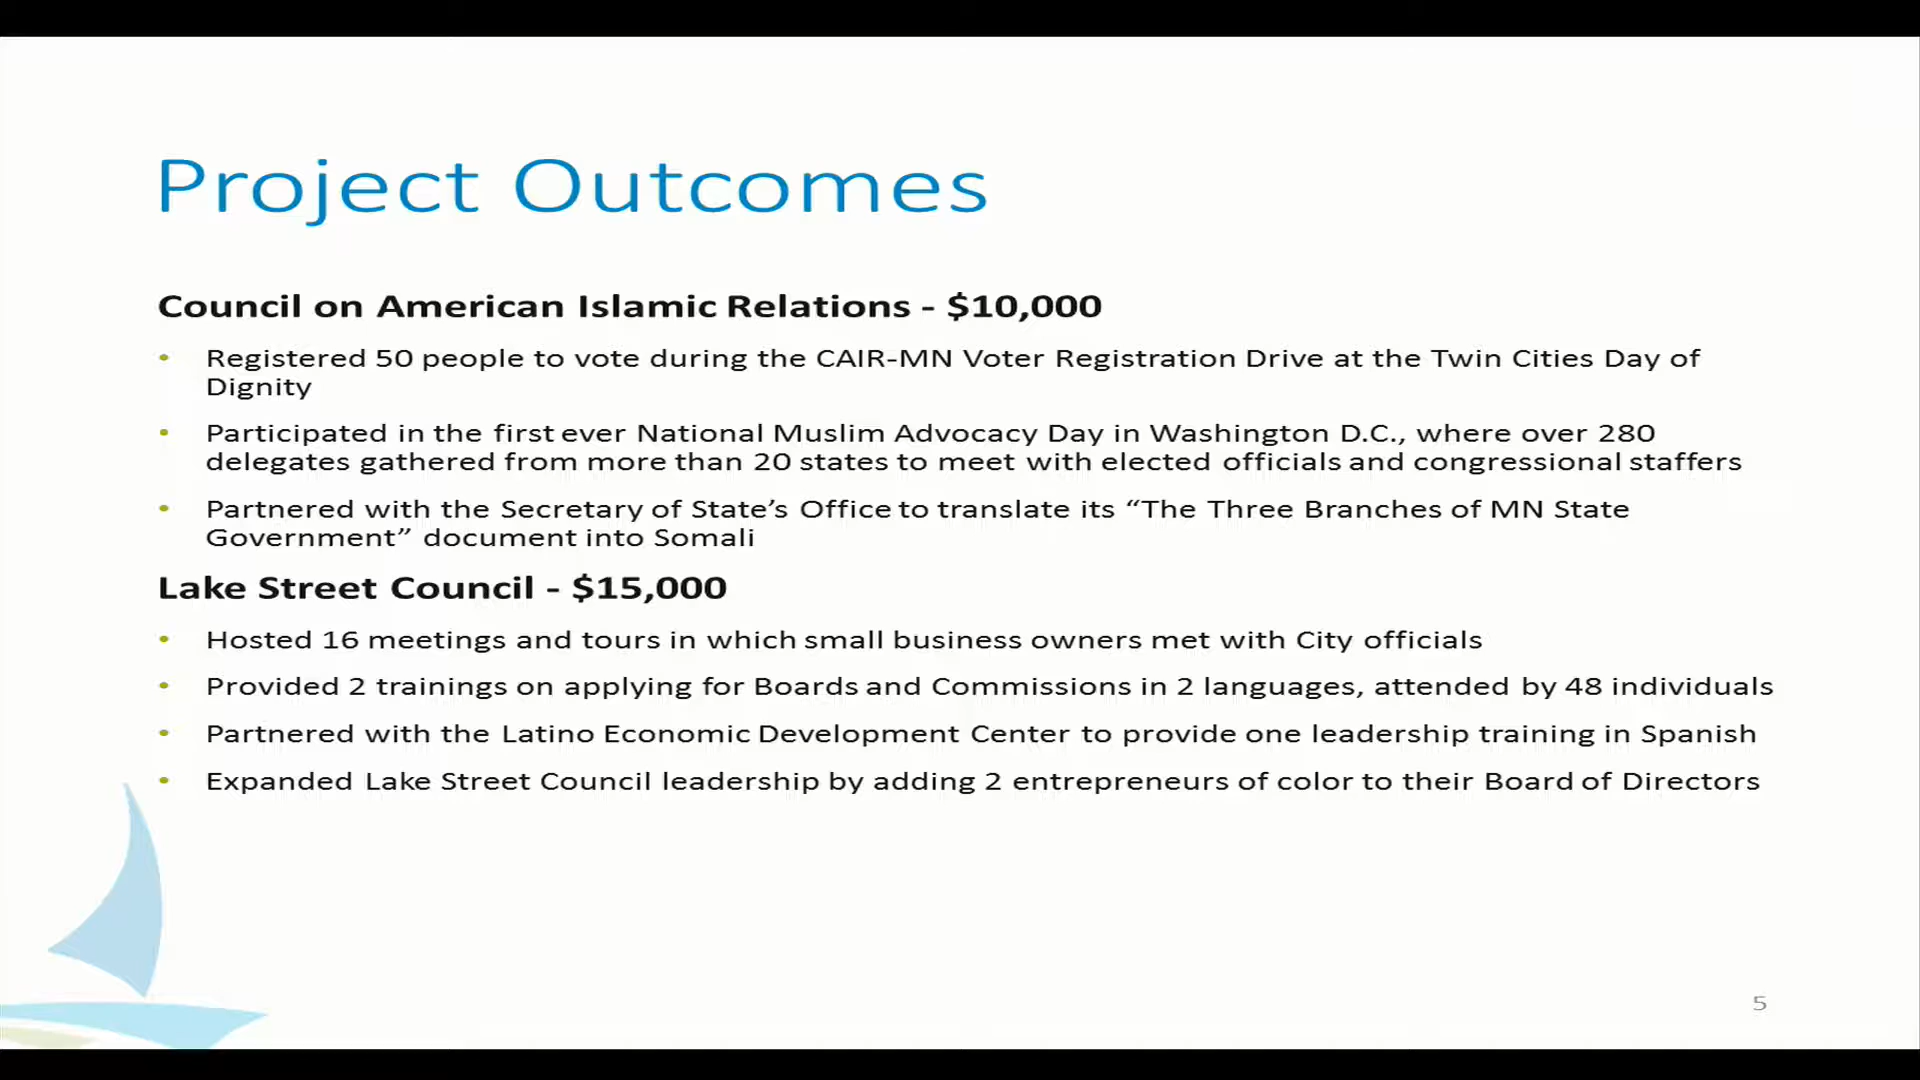 Project Outcomes
Council on American Islamic Relations - $10,000
• Registered 50 people to vote during the CAIR-MN Voter Registration Drive at the Twin Cities Day of
Dignity
• Participated in the first ever National Muslim Advocacy Day in Washington D.C., where over 280
delegates gathered from more than 20 states to meet with elected officials and congressional staffers
• Partnered with the Secretary of State’s Office to translate its “The Three Branches of MN State
Government” document into Somali
Lake Street Council - $15,000
• Hosted 16 meetings and tours in which small business owners met with City officials
• Provided 2 trainings on applying for Boards and Commissions in 2 languages, attended by 48 individuals
• Partnered with the Latino Economic Development Center to provide one leadership training in Spanish
• Expanded Lake Street Council leadership by adding 2 entrepreneurs of color to their Board of Directors
5